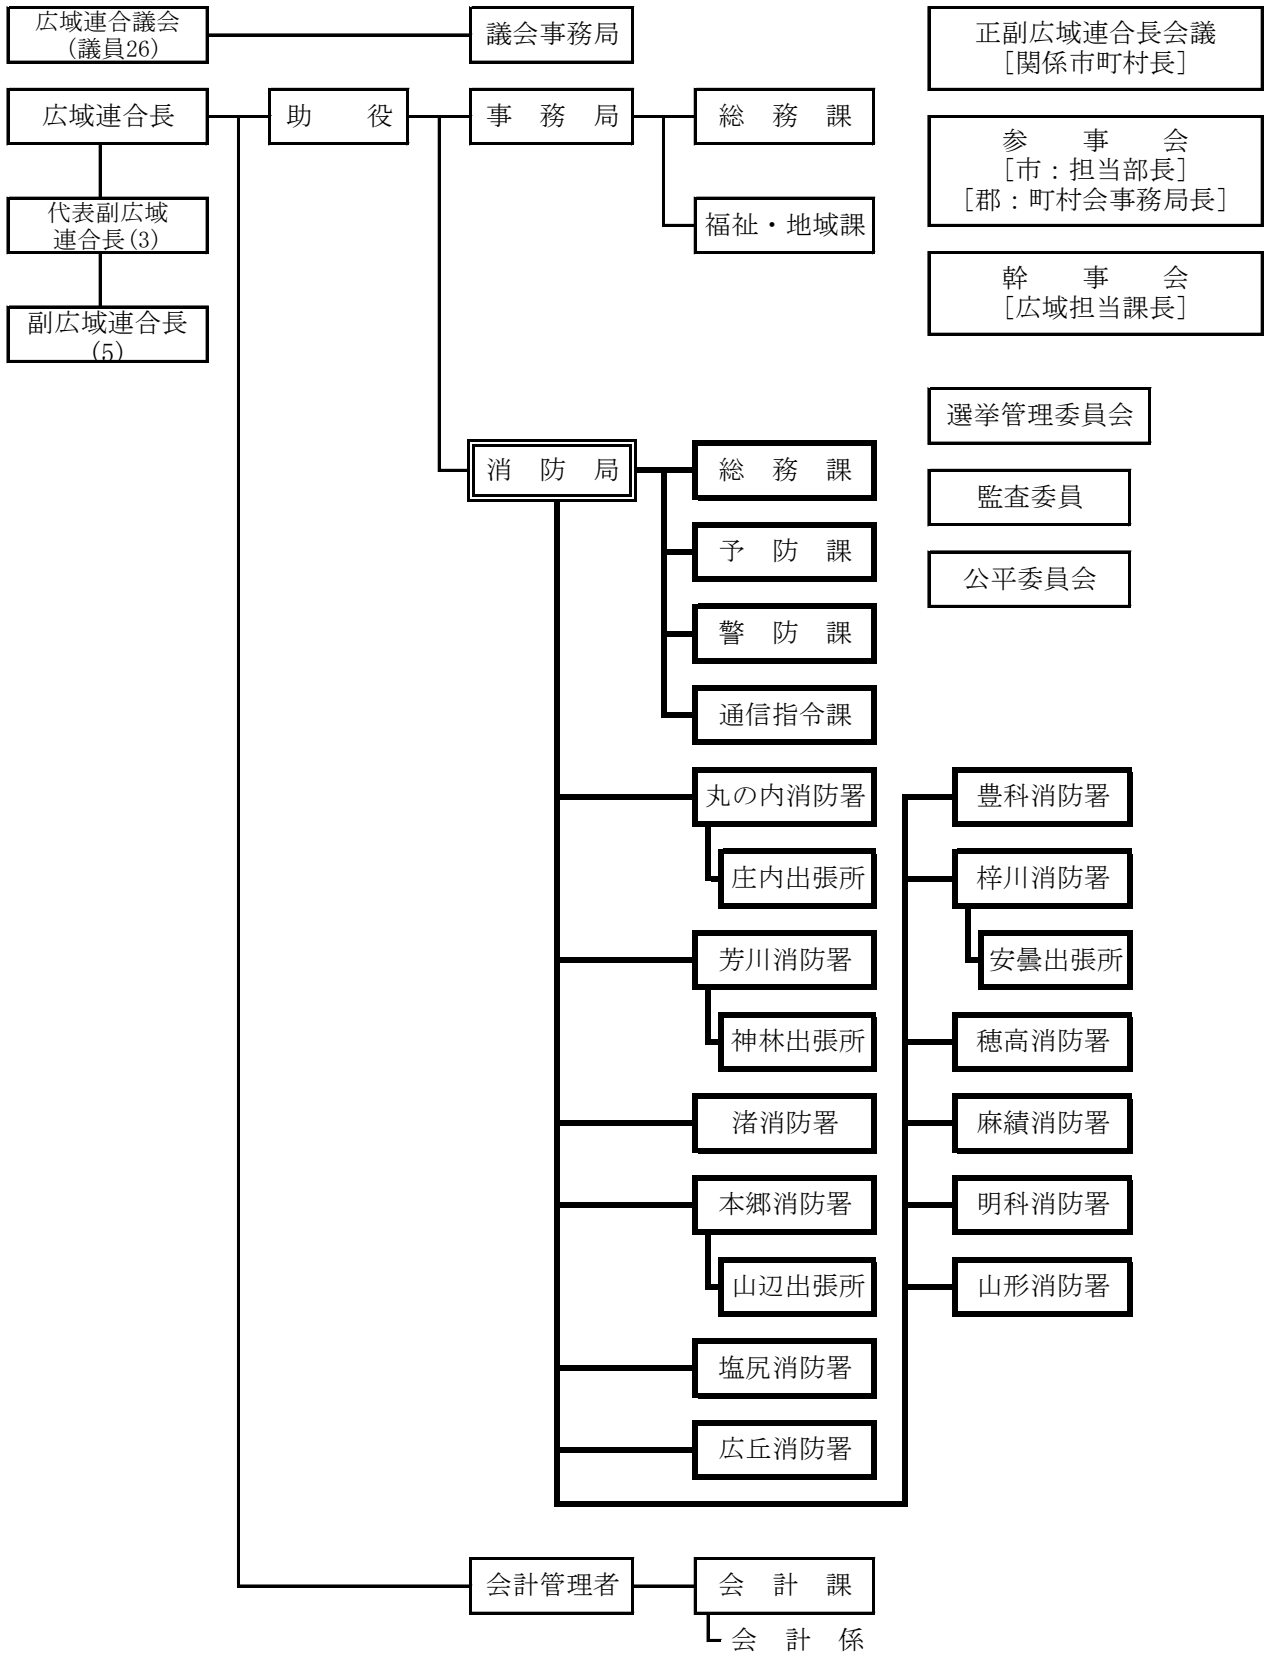 広域連合議会
(議員26)
議会事務局
正副広域連合長会議
[関係市町村長]
広域連合長
助　　役
事　務　局
総　務　課
参　　事　　会
[市：担当部長]
[郡：町村会事務局長]
代表副広域
連合長(3)
福祉・地域課
幹　　事　　会
[広域担当課長]
副広域連合長
(5)
選挙管理委員会
消　防　局
総　務　課
監査委員
予　防　課
公平委員会
警　防　課
通信指令課
丸の内消防署
豊科消防署
庄内出張所
梓川消防署
芳川消防署
安曇出張所
神林出張所
穂高消防署
渚消防署
麻績消防署
本郷消防署
明科消防署
山辺出張所
山形消防署
塩尻消防署
広丘消防署
会計管理者
会　計　課
会　計　係